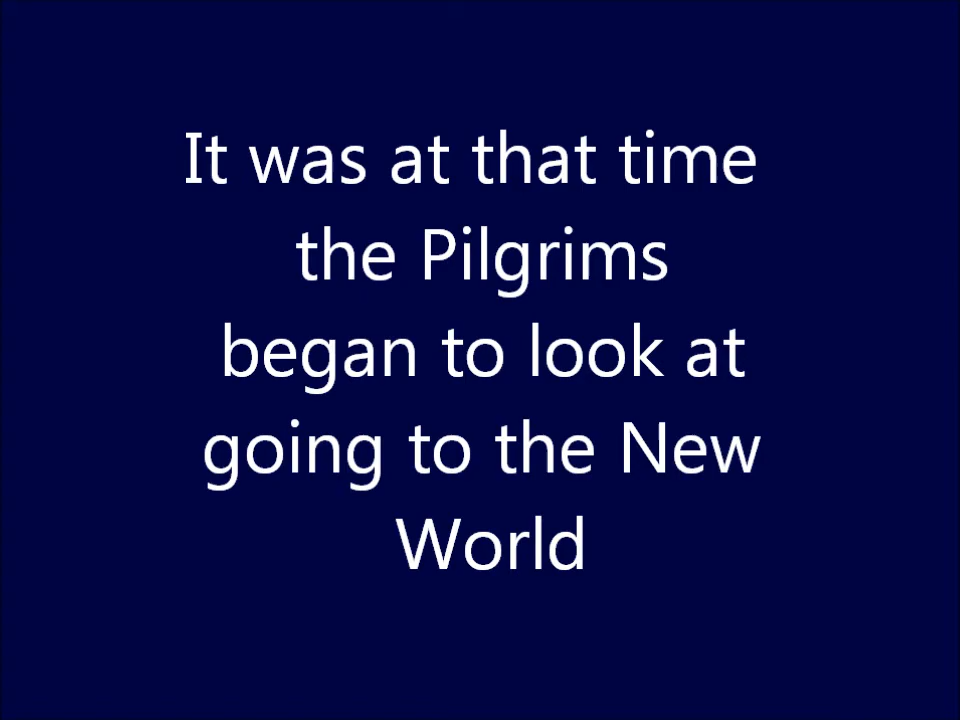 It was at that time
the Pilgrims
began to look at
going to the New
World